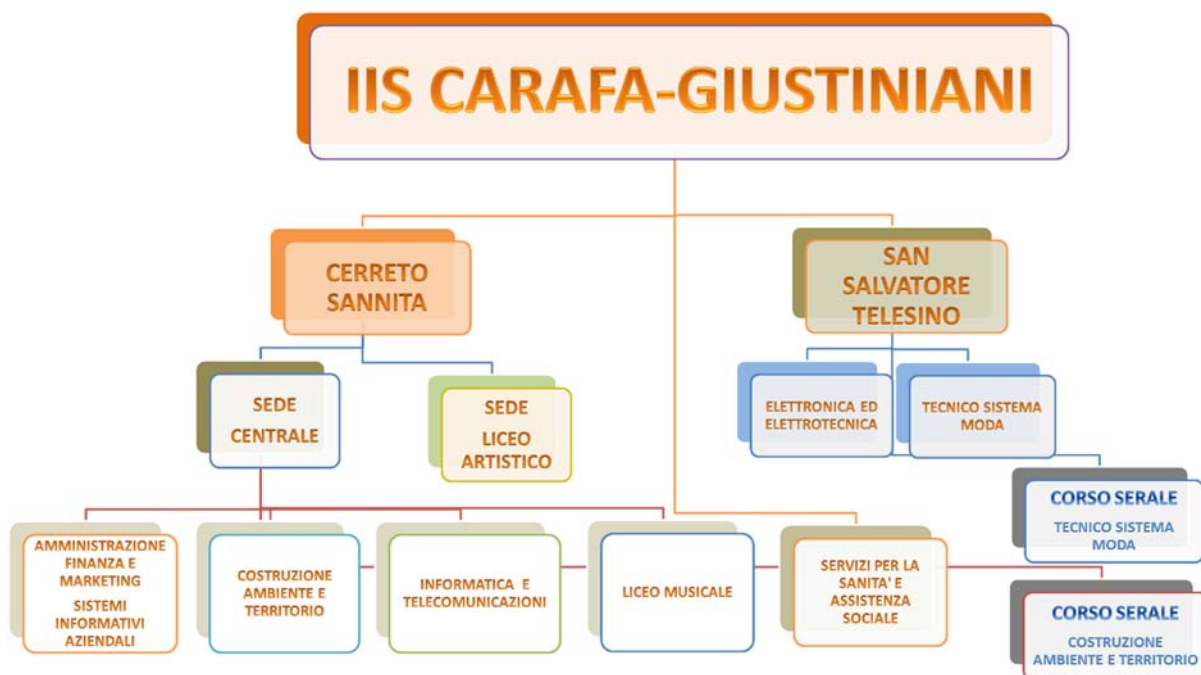 IIS CARAFA-GIUSTINIANI
CERRETO
SANNITA
SAN
SALVATORE
TELESINO
SEDE
CENTRALE
SEDE
LICEO
ARTISTICO
ELETTRONICA ED
ELETTROTECNICA
TECNICO SISTEMA
MODA
CORSO SERALE
TECNICO SISTEMA
MODA
AMMINISTRAZIONE
FINANZA E
MARKETING
SISTEMI
INFORMATIVI
AZIENDALI
COSTRUZIONE
AMBIENTE E
TERRITORIO
INFORMATICA E
TELECOMUNICAZIONI
LICEO MUSICALE
SERVIZI PER LA
SANITA' E
ASSISTENZA
SOCIALE
CORSO SERALE
COSTRUZIONE
AMBIENTE E TERRITORIO